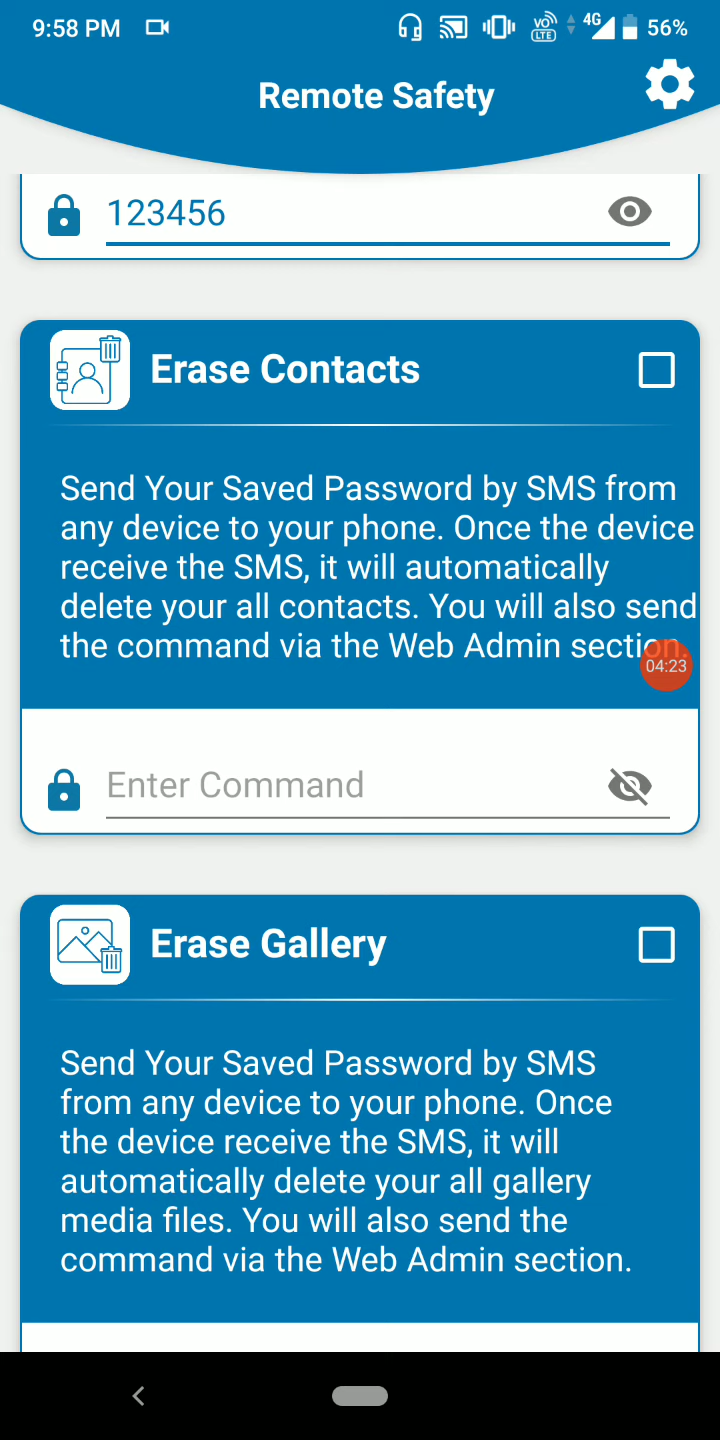 9:58 PM
VO LTE 4G 56%
Remote Safety
123456
Erase Contacts
Send Your Saved Password by SMS from
any device to your phone. Once the device
receive the SMS, it will automatically
delete your all contacts. You will also send
the command via the Web Admin section.
04:23
Enter Command
Erase Gallery
Send Your Saved Password by SMS
from any device to your phone. Once
the device receive the SMS, it will
automatically delete your all gallery
media files. You will also send the
command via the Web Admin section.